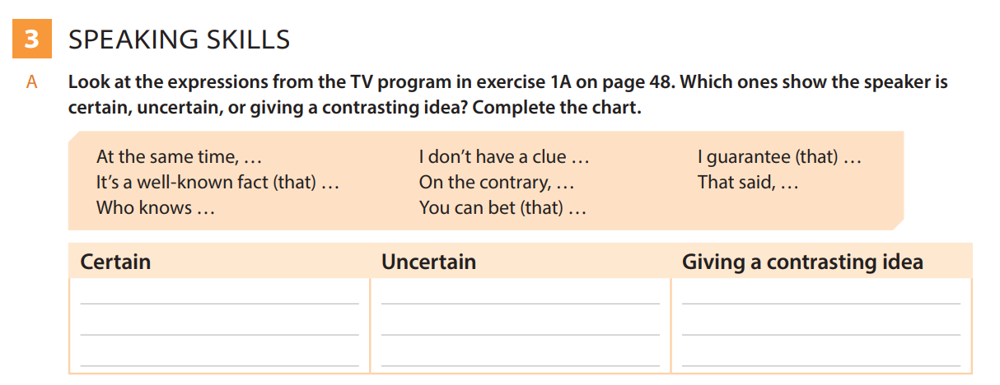 3 SPEAKING SKILLS
A Look at the expressions from the TV program in exercise 1A on page 48. Which ones show the speaker is
certain, uncertain, or giving a contrasting idea? Complete the chart.
At the same time, … I don’t have a clue … I guarantee (that) …
It’s a well-known fact (that) … On the contrary, … That said, …
Who knows … You can bet (that) …
Certain Uncertain Giving a contrasting idea